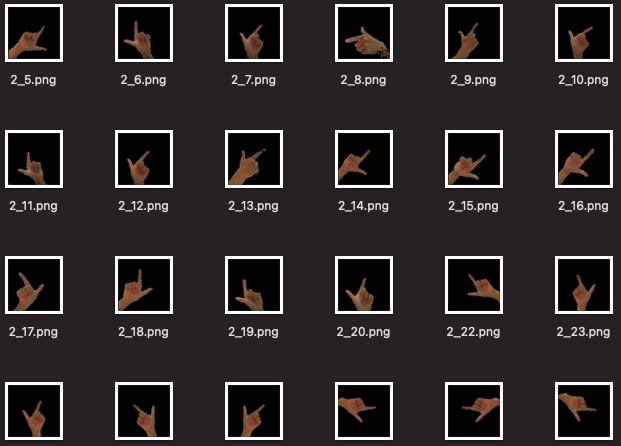 2_5.png 2_6.png 2_7.png 2_8.png 2_9.png 2_10.png
2_11.png 2_12.png 2_13.png 2_14.png 2_15.png 2_16.png
2_17.png 2_18.png 2_19.png 2_20.png 2_22.png 2_23.png